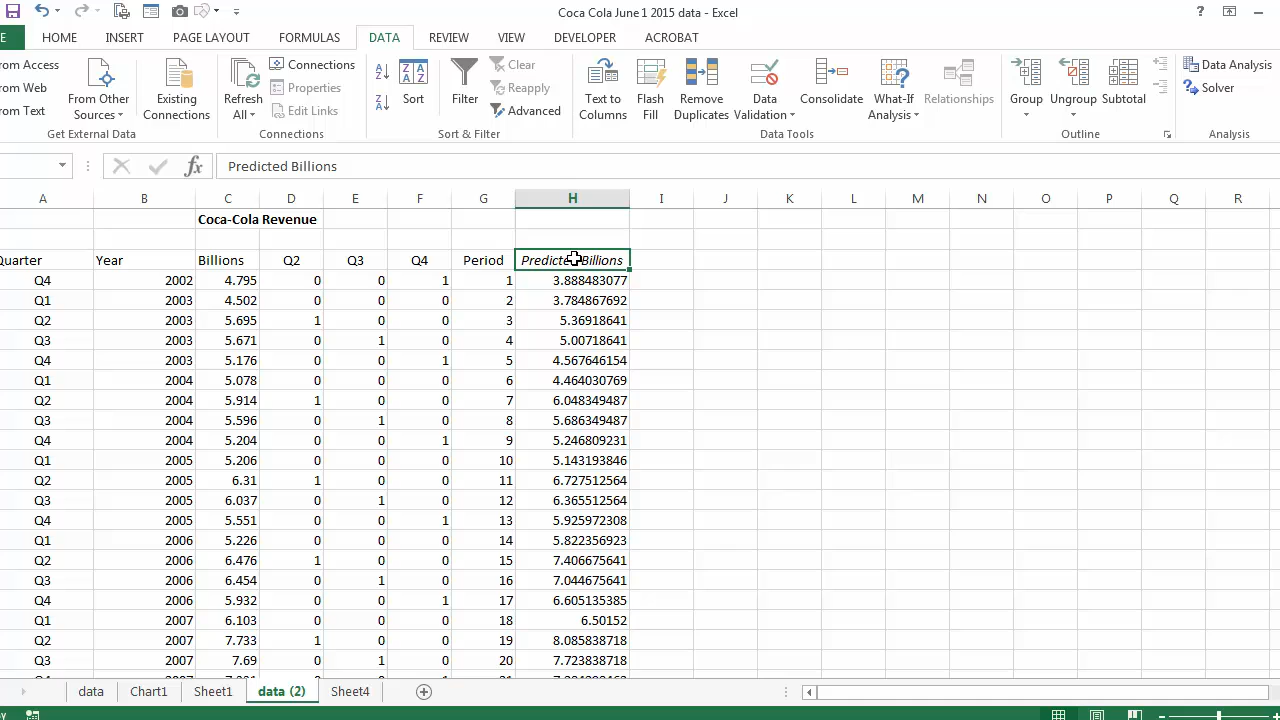 Coca Cola June 1 2015 data - Excel
HOME INSERT PAGE LAYOUT FORMULAS DATA REVIEW VIEW DEVELOPER ACROBAT
From Other Sources
Existing Connections
Refresh All
Connections
Properties
Edit Links
Sort
Filter
Clear
Reapply
Advanced
Text to Columns
Flash Fill
Remove Duplicates
Data Validation
Consolidate
What-If Analysis
Relationships
Group
Ungroup
Subtotal
Data Analysis
Solver
Get External Data Connections Sort & Filter Data Tools Outline Analysis
fx Predicted Billions
A B C D E F G H I J K L M N O P Q R
Coca-Cola Revenue
Year Billions Q2 Q3 Q4 Period Predicted Billions
Q4 2002 4.795 0 0 1 1 3.888483077
Q1 2003 4.502 0 0 0 2 3.784867692
Q2 2003 5.695 1 0 0 3 5.36918641
Q3 2003 5.671 0 1 0 4 5.00718641
Q4 2003 5.176 0 0 1 5 4.567646154
Q1 2004 5.078 0 0 0 6 4.464030769
Q2 2004 5.914 1 0 0 7 6.048349487
Q3 2004 5.596 0 1 0 8 5.686349487
Q4 2004 5.204 0 0 1 9 5.246809231
Q1 2005 5.206 0 0 0 10 5.143193846
Q2 2005 6.31 1 0 0 11 6.727512564
Q3 2005 6.037 0 1 0 12 6.365512564
Q4 2005 5.551 0 0 1 13 5.925972308
Q1 2006 5.226 0 0 0 14 5.822356923
Q2 2006 6.476 1 0 0 15 7.406675641
Q3 2006 6.454 0 1 0 16 7.044675641
Q4 2006 5.932 0 0 1 17 6.605135385
Q1 2007 6.103 0 0 0 18 6.50152
Q2 2007 7.733 1 0 0 19 8.085838718
Q3 2007 7.69 0 1 0 20 7.723838718
data Chart1 Sheet1 data (2) Sheet4